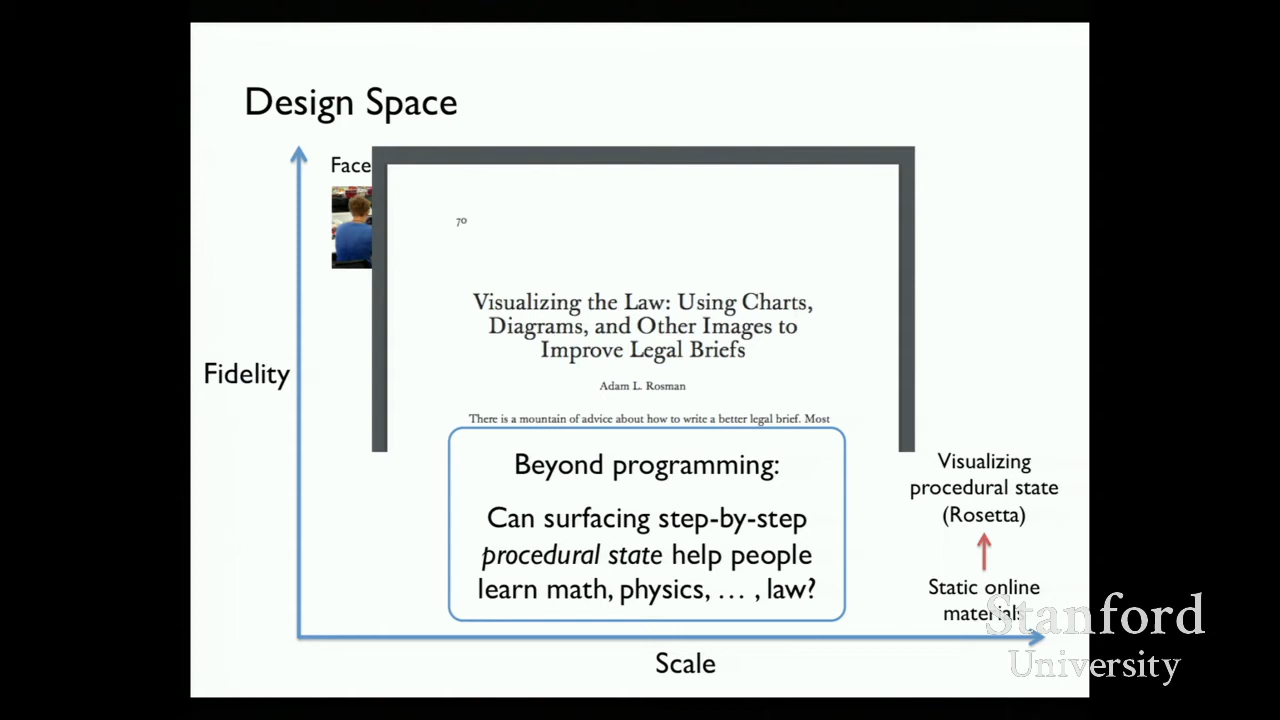 Design Space
Face
70
Visualizing the Law: Using Charts,
Diagrams, and Other Images to
Improve Legal Briefs
Adam L. Rosman
There is a mountain of advice about how to write a better legal brief. Most
Fidelity
Beyond programming:
Can surfacing step-by-step
procedural state help people
learn math, physics, … , law?
Visualizing
procedural state
(Rosetta)
Static online
materials
Scale
Stanford
University